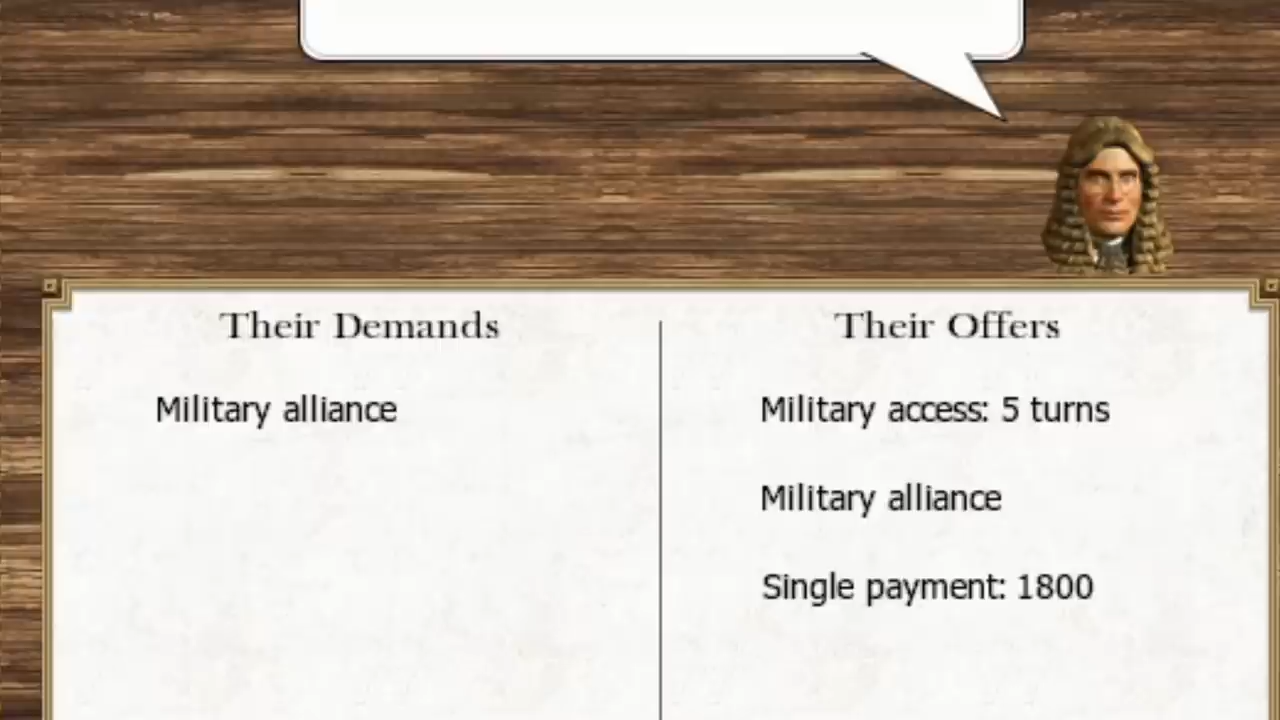 Their Demands
Their Offers
Military alliance
Military access: 5 turns
Military alliance
Single payment: 1800